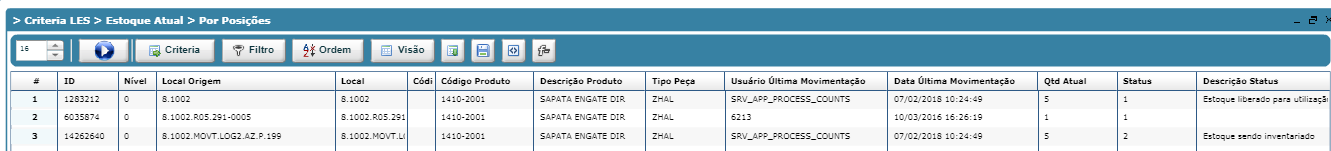 > Criteria LES > Estoque Atual > Por Posições
16 Criteria Filtro Ordem Visão
# ID Nível Local Origem Local Códi Código Produto Descrição Produto Tipo Peça Usuário Última Movimentação Data Última Movimentação Qtd Atual Status Descrição Status
1 1283212 0 8.1002 8.1002 1410-2001 SAPATA ENGATE DIR ZHAL SRV_APP_PROCESS_COUNTS 07/02/2018 10:24:49 5 1 Estoque liberado para utilização
2 6035874 0 8.1002.R05.291-0005 8.1002.R05.291 1410-2001 SAPATA ENGATE DIR ZHAL 6213 10/03/2016 16:26:19 1 1
3 14262640 0 8.1002.MOVT.LOG2.AZ.P.199 8.1002.MOVT.LO 1410-2001 SAPATA ENGATE DIR ZHAL SRV_APP_PROCESS_COUNTS 07/02/2018 10:24:49 5 2 Estoque sendo inventariado